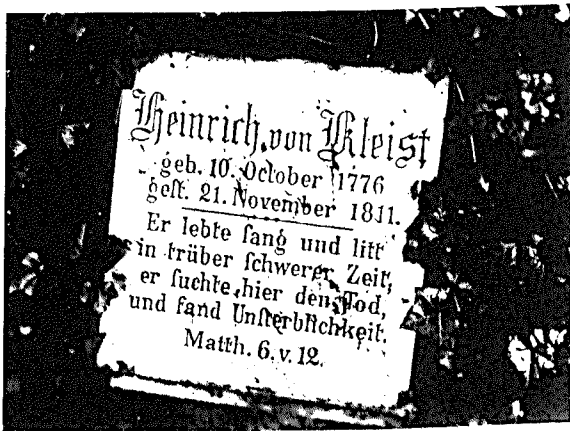 Heinrich von Kleist
geb. 10. October 1776
geſt. 21. November 1811.
Er lebte ſang und litt
in trüber ſchwerer Zeit,
er ſuchte hier den Tod,
und fand Unſterblichkeit.
Matth. 6. v. 12.